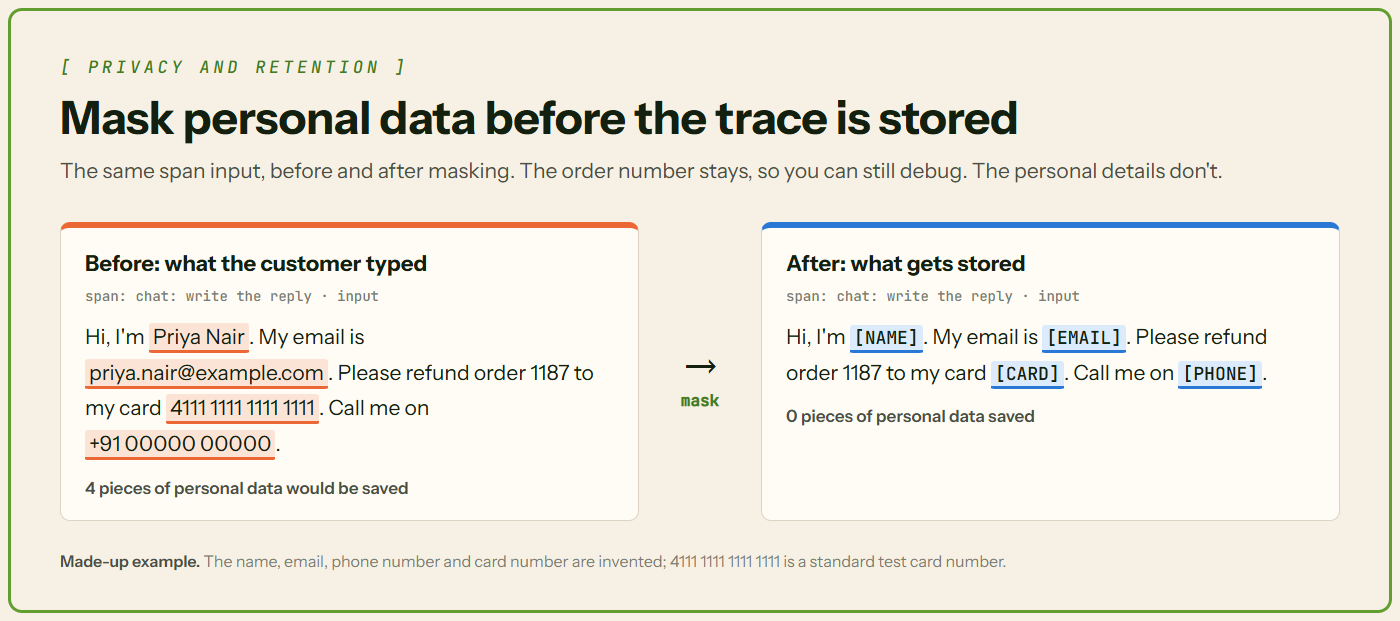 [ PRIVACY AND RETENTION ]
Mask personal data before the trace is stored
The same span input, before and after masking. The order number stays, so you can still debug. The personal details don't.
Before: what the customer typed
span: chat: write the reply · input
Hi, I'm Priya Nair. My email is
priya.nair@example.com. Please refund order 1187 to
my card 4111 1111 1111 1111. Call me on
+91 00000 00000.
4 pieces of personal data would be saved
→
mask
After: what gets stored
span: chat: write the reply · input
Hi, I'm [NAME]. My email is [EMAIL]. Please refund
order 1187 to my card [CARD]. Call me on [PHONE].
0 pieces of personal data saved
Made-up example. The name, email, phone number and card number are invented; 4111 1111 1111 1111 is a standard test card number.